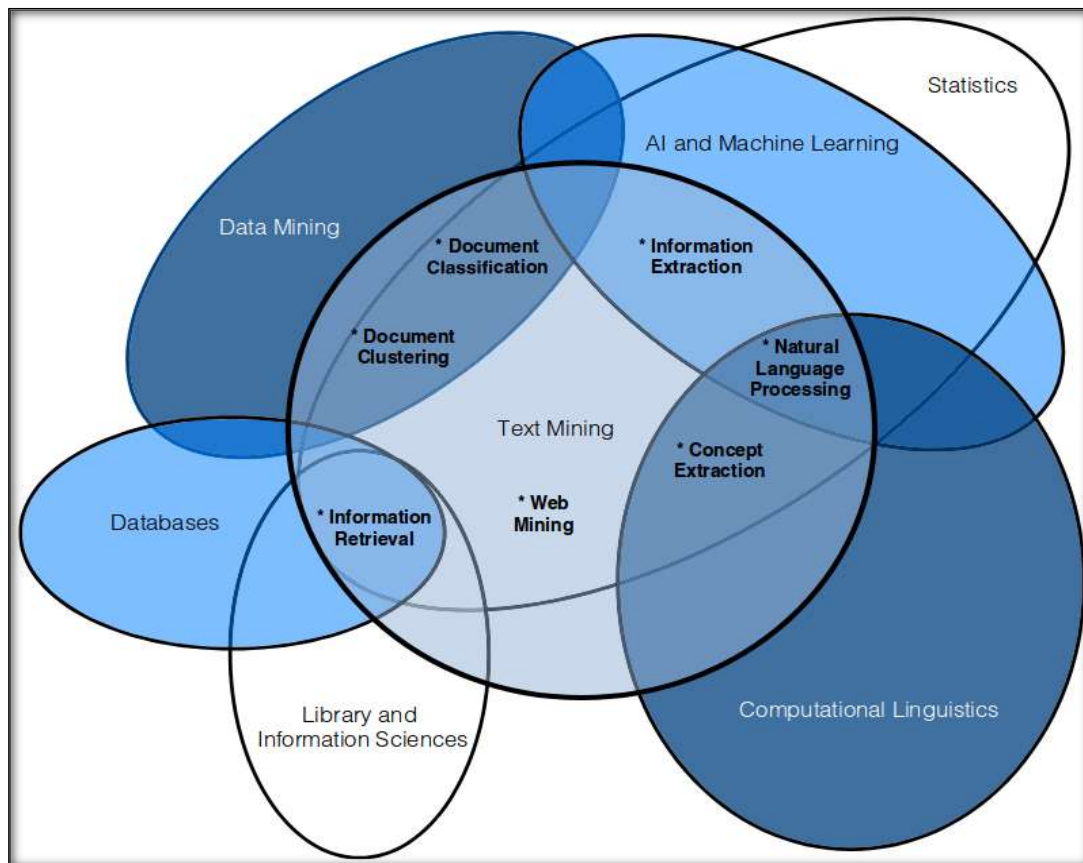 Statistics
AI and Machine Learning
Data Mining
* Document
Classification
* Information
Extraction
* Document
Clustering
* Natural
Language
Processing
Text Mining
* Concept
Extraction
* Web
Mining
Databases
* Information
Retrieval
Library and
Information Sciences
Computational Linguistics